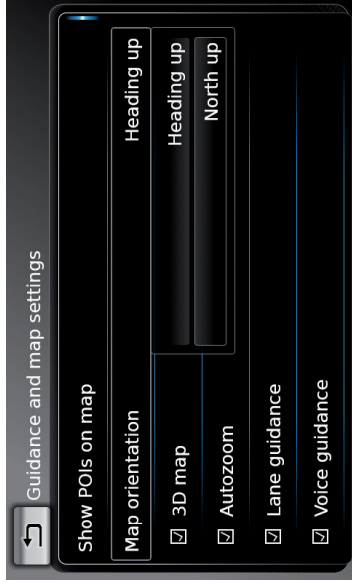 Guidance and map settings
Show POIs on map
Map orientation Heading up
Heading up
North up
3D map
Autozoom
Lane guidance
Voice guidance